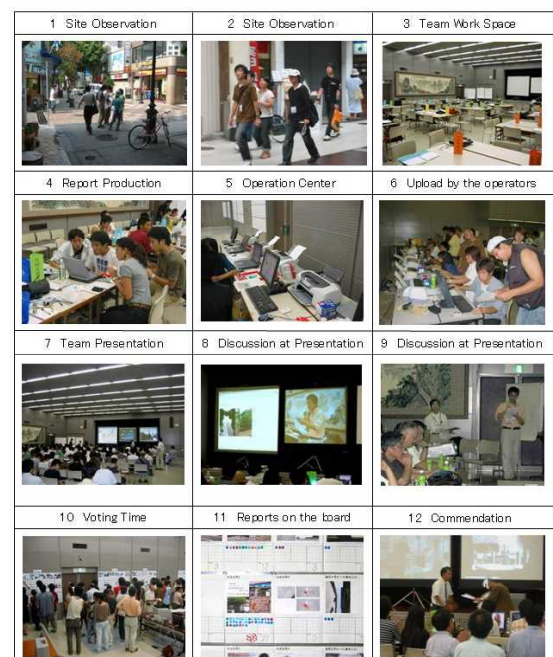 1 Site Observation
2 Site Observation
3 Team Work Space
4 Report Production
5 Operation Center
6 Upload by the operators
7 Team Presentation
8 Discussion at Presentation
9 Discussion at Presentation
10 Voting Time
11 Reports on the board
12 Commendation